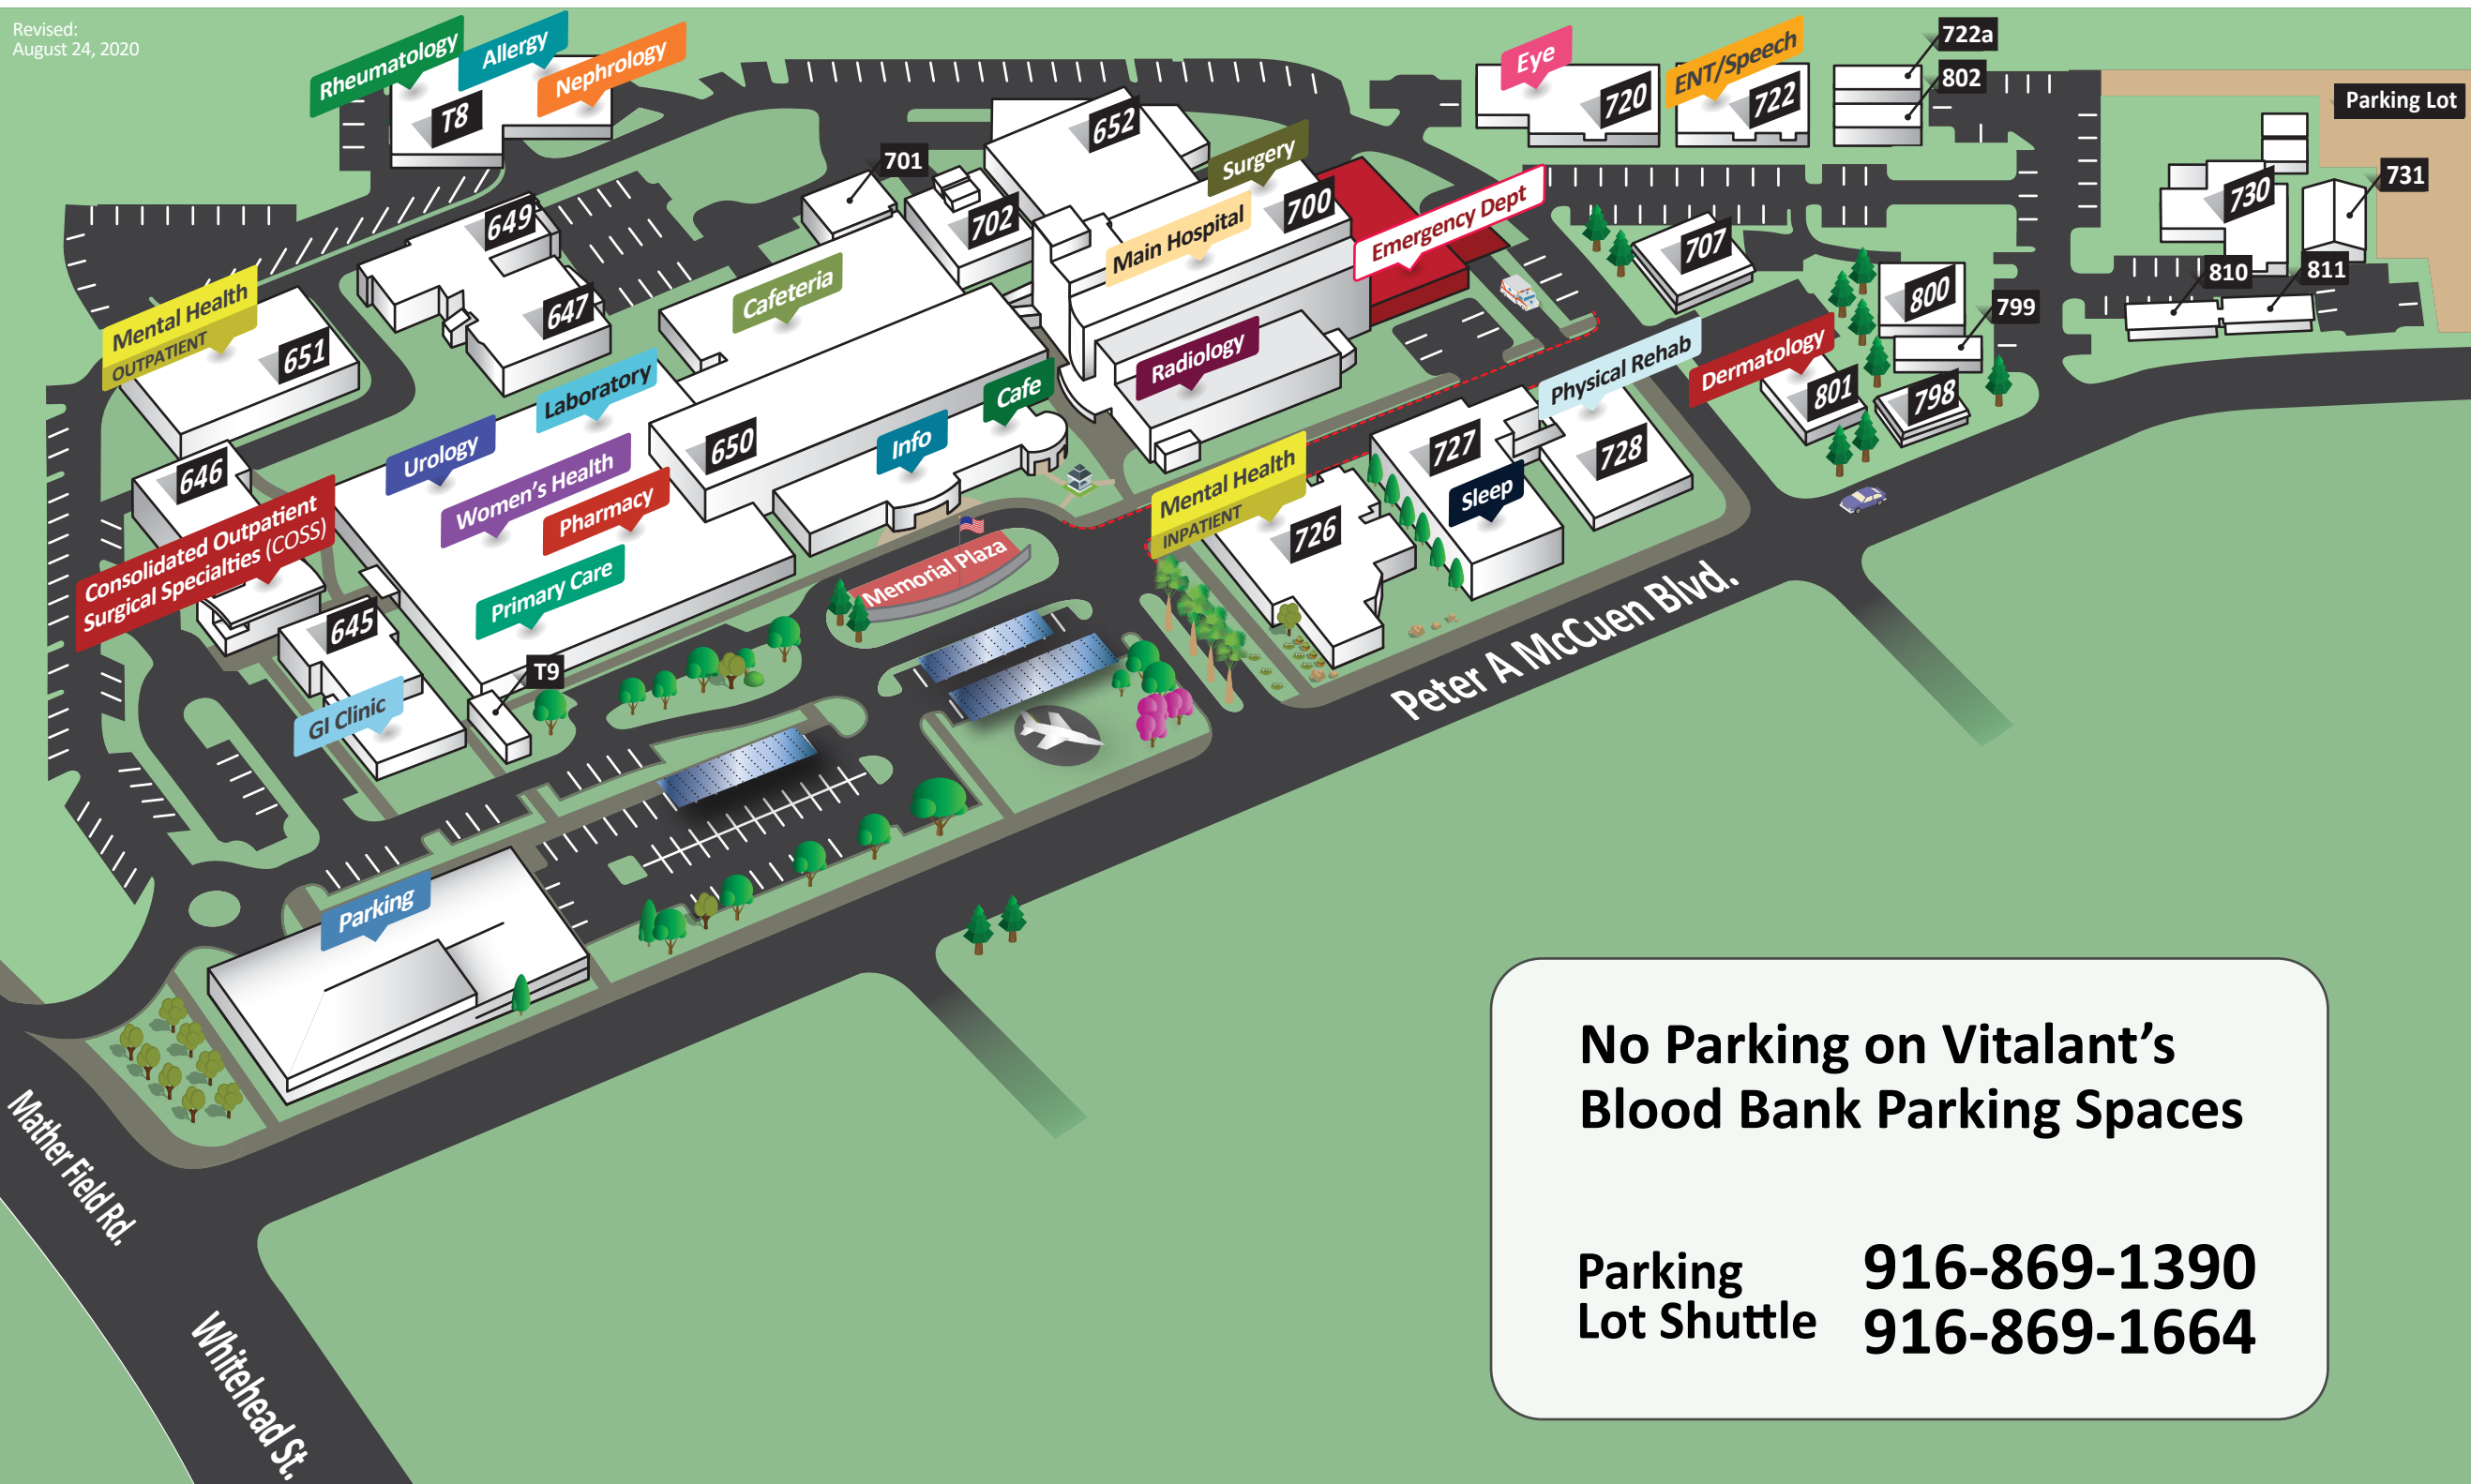 Revised:
August 24, 2020
Rheumatology
Allergy
Nephrology
T8
Eye
720
ENT/Speech
722
722a
802
Parking Lot
652
Surgery
700
Main Hospital
Emergency Dept
701
702
649
647
Cafeteria
707
730
731
810
811
800
799
Mental Health
OUTPATIENT
651
Laboratory
Urology
Women's Health
Pharmacy
Primary Care
650
Cafe
Info
Radiology
Physical Rehab
Dermatology
801
798
727
728
Sleep
Mental Health
INPATIENT
726
646
Consolidated Outpatient
Surgical Specialties (COSS)
645
T9
GI Clinic
Memorial Plaza
Peter A McCuen Blvd.
Parking
Mather Field Rd.
Whitehead St.
No Parking on Vitalant’s
Blood Bank Parking Spaces
Parking 916-869-1390
Lot Shuttle 916-869-1664